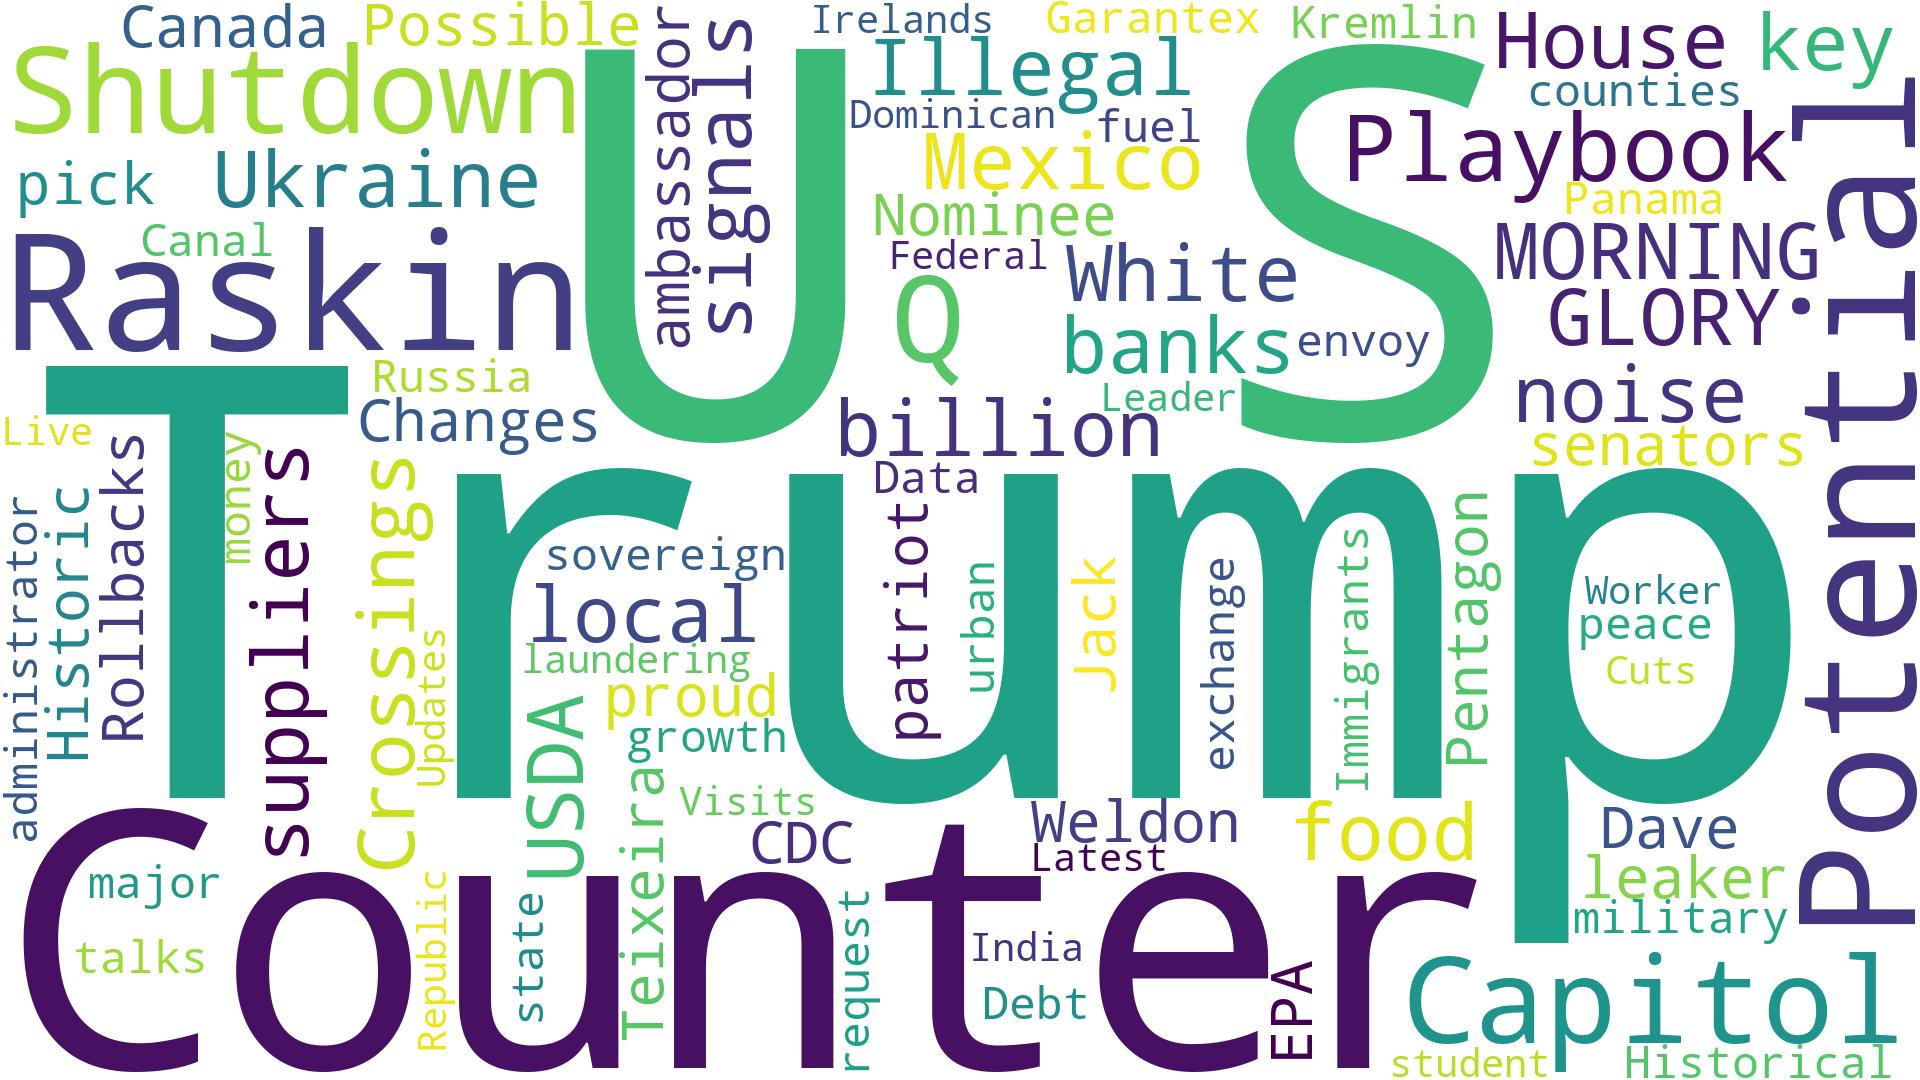 Canada
Possible
ambassador
signals
Irelands
Garantex
Kremlin
House
key
Shutdown
U S
Illegal
counties
Dominican
fuel
Playbook
Potential
pick
Ukraine
Mexico
Panama
Nominee
Canal
Raskin
Federal
White
MORNING
Q
banks
envoy
GLORY
Russia
Leader
noise
Live
Changes
billion
senators
Trump
money
Data
administrator
Historic
Rollbacks
suppliers
Crossings
Updates
sovereign
local
laundering
proud
growth
patriot
urban
Jack
exchange
Immigrants
Pentagon
Worker
peace
Cuts
USDA
Teixeira
Visits
CDC
Weldon
Latest
food
Dave
Counter
major
leaker
talks
Republic
state
request
India
Debt
EPA
military
Capitol
student
Historical